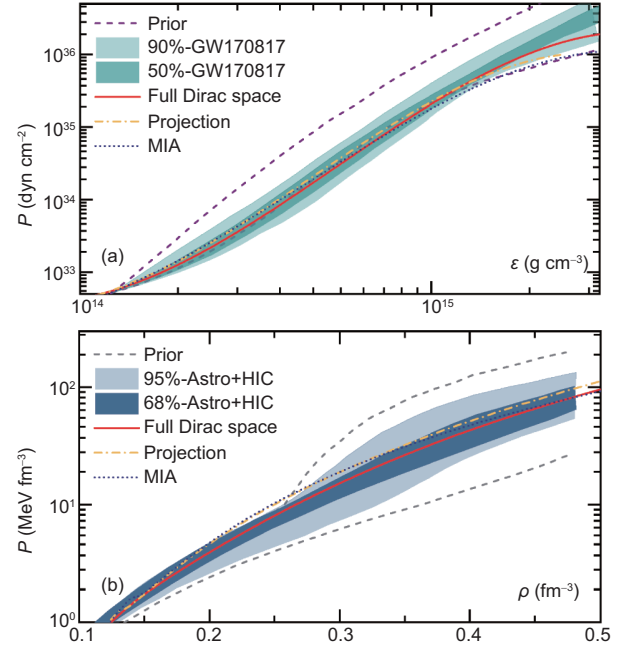 Prior
90%-GW170817
50%-GW170817
Full Dirac space
Projection
MIA
P (dyn cm⁻²)
10³⁶
10³⁵
10³⁴
10³³
(a)
ε (g cm⁻³)
10¹⁴
10¹⁵
Prior
95%-Astro+HIC
68%-Astro+HIC
Full Dirac space
Projection
MIA
P (MeV fm⁻³)
10²
10¹
10⁰
(b)
ρ (fm⁻³)
0.1 0.2 0.3 0.4 0.5